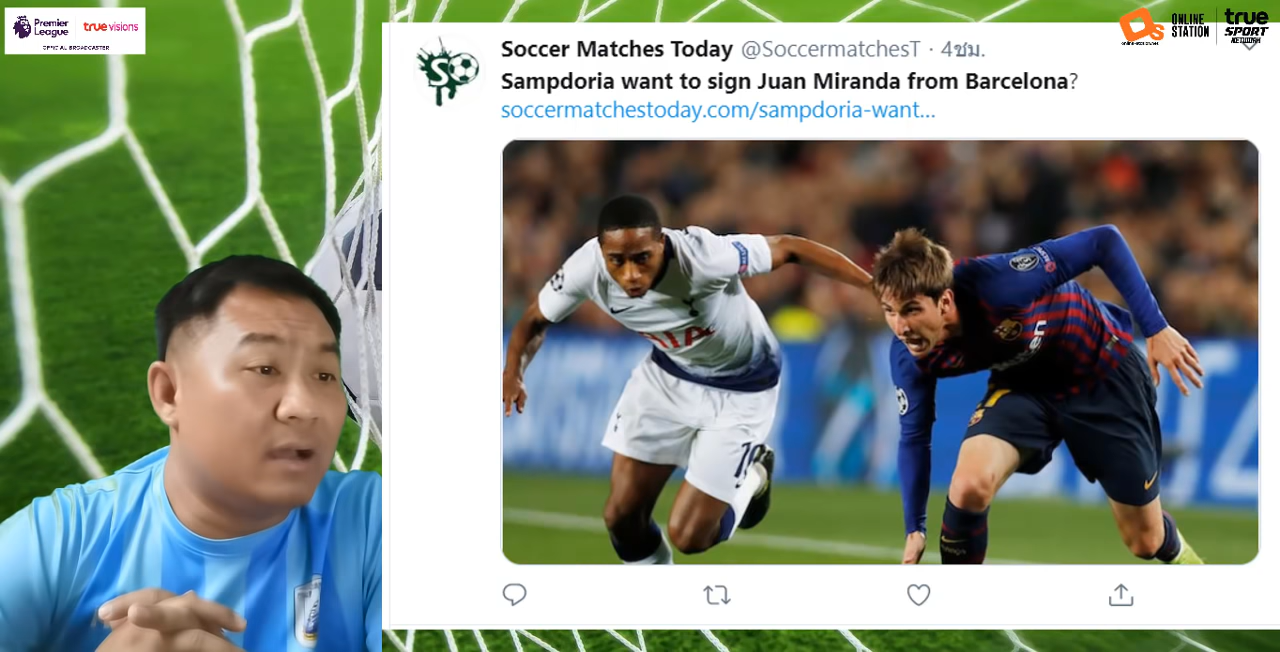 Premier League
true visions
OFFICIAL BROADCASTER
ONLINE STATION
true SPORT NETWORK
Soccer Matches Today @SoccermatchesT · 4ชม.
Sampdoria want to sign Juan Miranda from Barcelona?
soccermatchestoday.com/sampdoria-want...